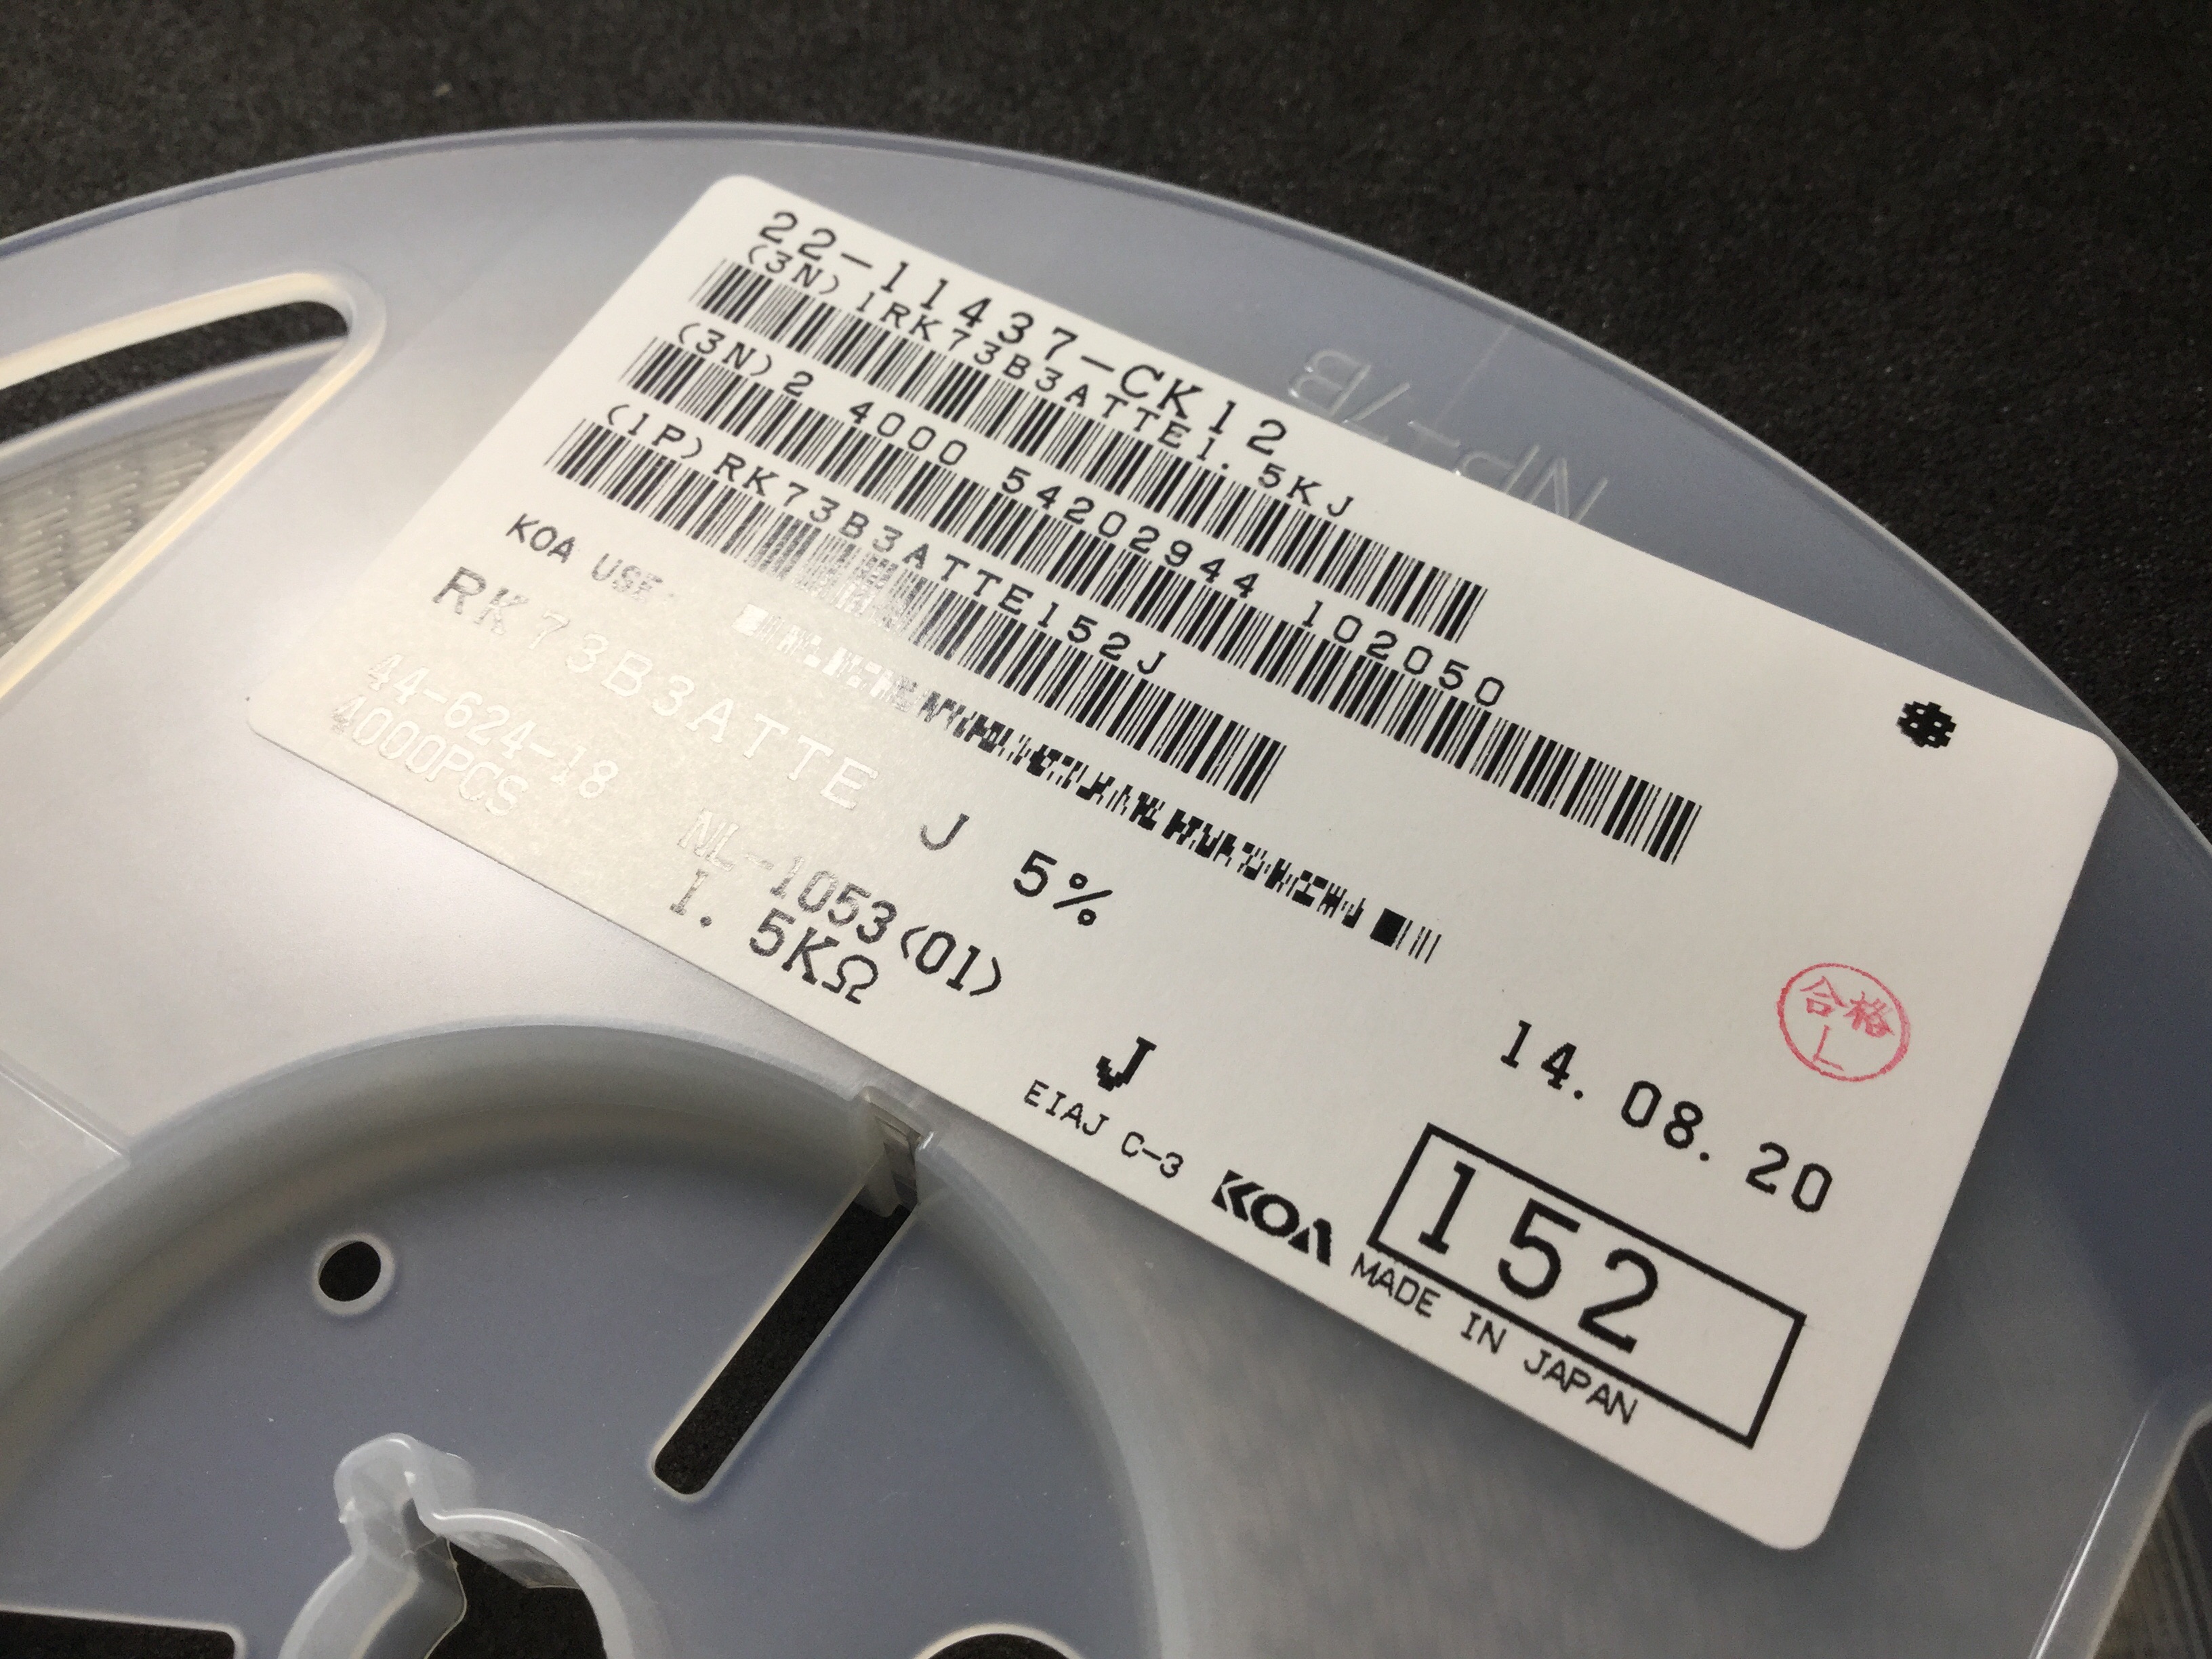 22-11437-CK12
(3N)1RK73B3ATTE1.5KJ
(3N)2 4000 54202944 102050
(1P)RK73B3ATTE152J
KOA USE
RK73B3ATTE J 5%
44-624-18 NL-1053(01)
4000PCS 1.5KΩ
J
EIAJ C-3
14.08.20
合格
L
152
KOA MADE IN JAPAN
NP-7B